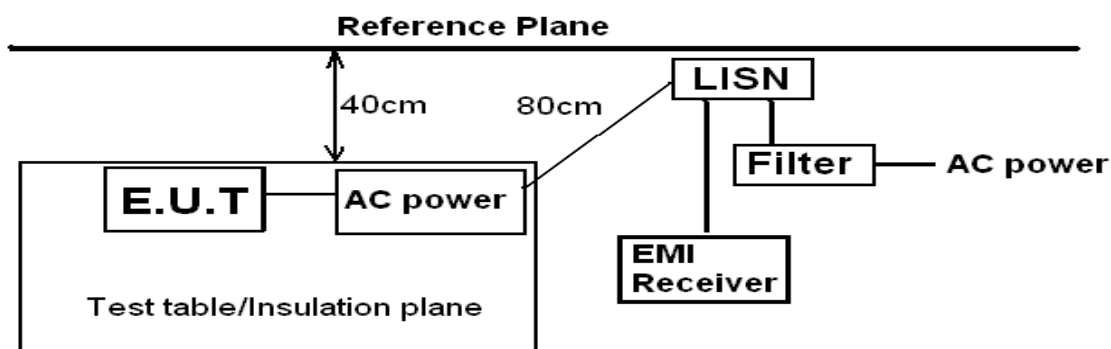 Reference Plane
40cm
80cm
LISN
Filter
AC power
E.U.T
AC power
EMI
Receiver
Test table/Insulation plane